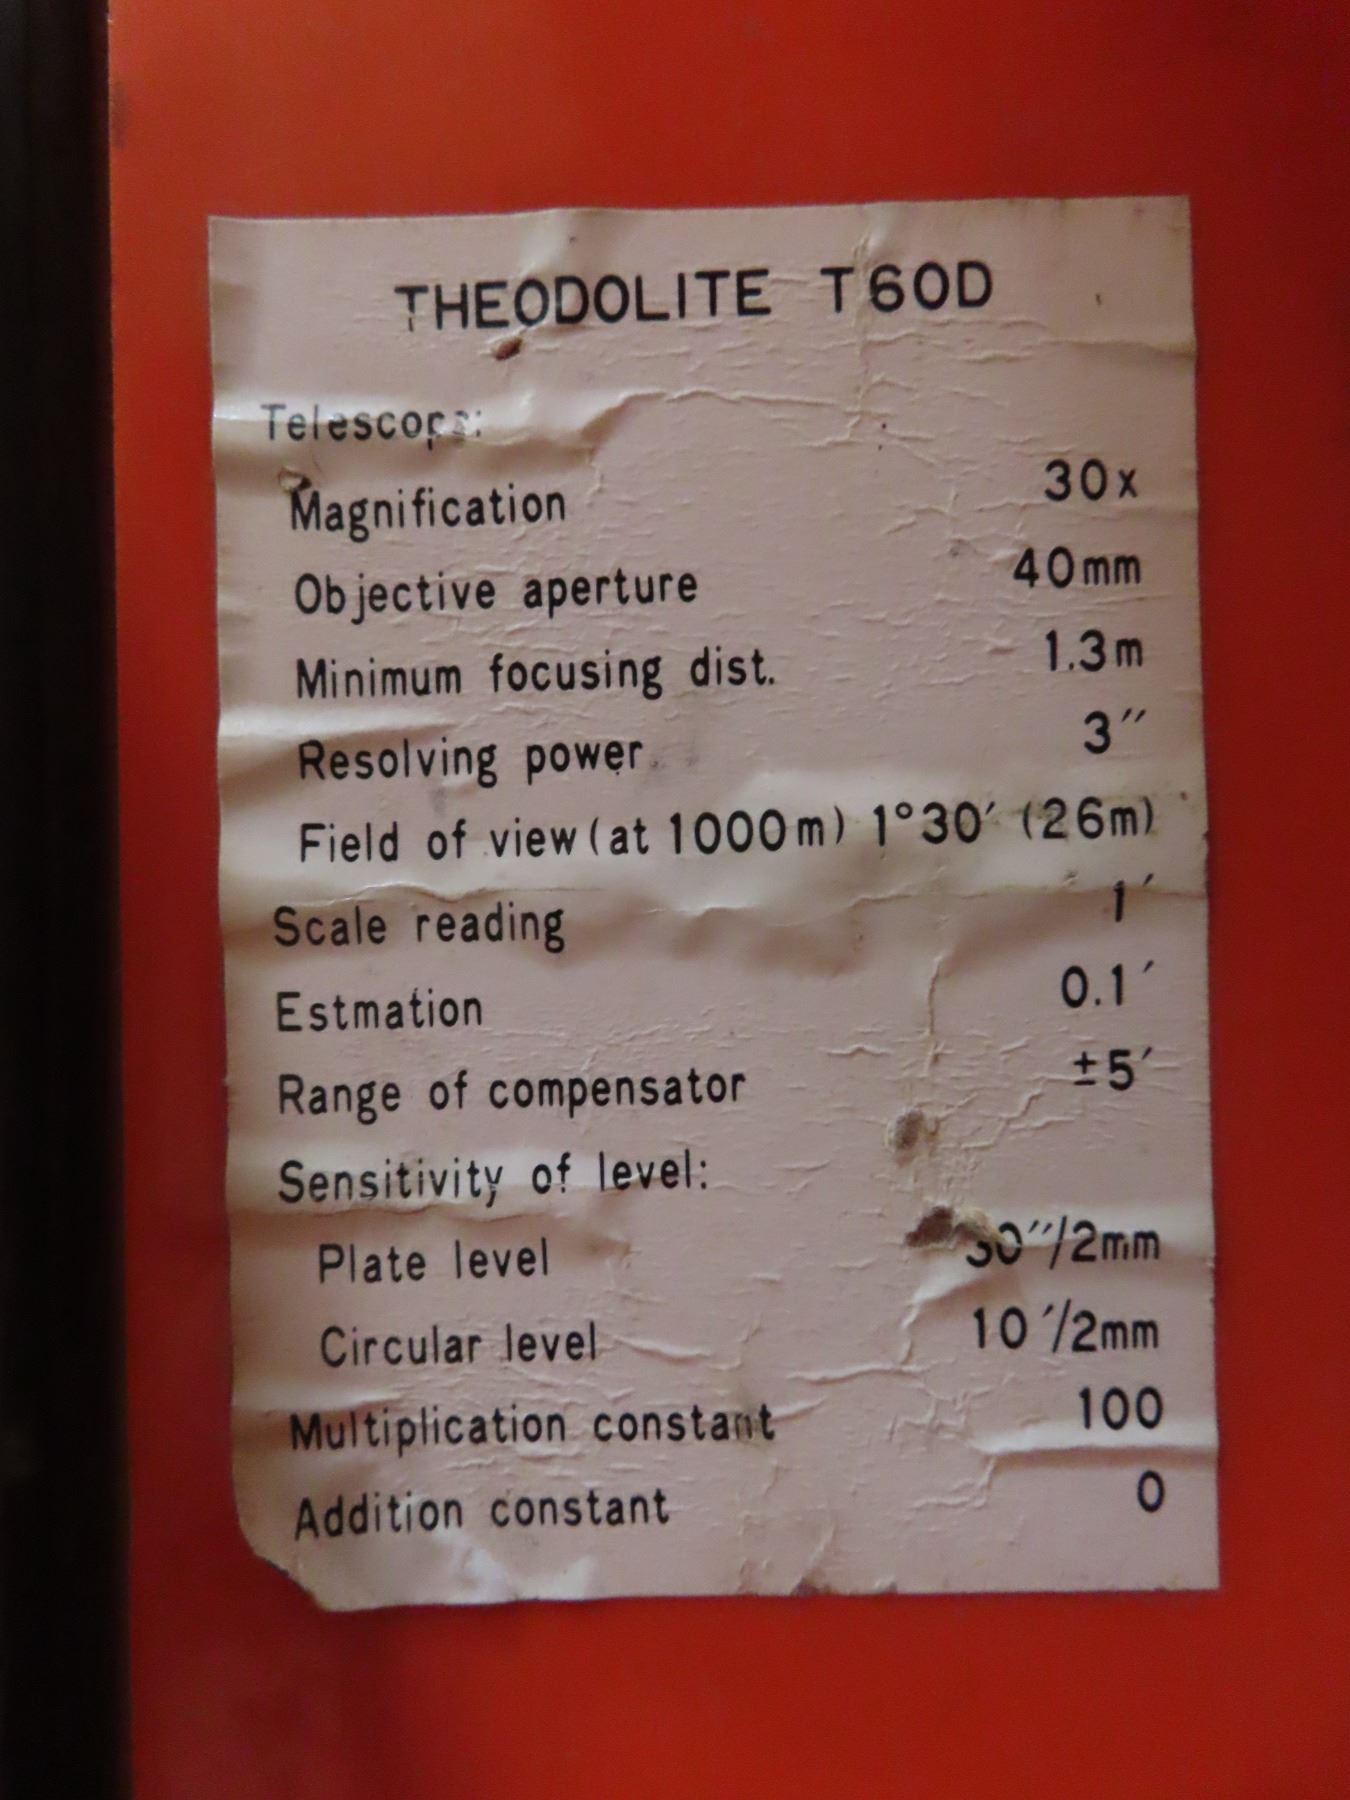 THEODOLITE T60D
Telescope:
Magnification 30x
Objective aperture 40mm
Minimum focusing dist. 1.3m
Resolving power 3″
Field of view (at 1000m) 1°30′ (26m)
Scale reading 1′
Estmation 0.1′
Range of compensator ±5′
Sensitivity of level:
Plate level 30″/2mm
Circular level 10′/2mm
Multiplication constant 100
Addition constant 0